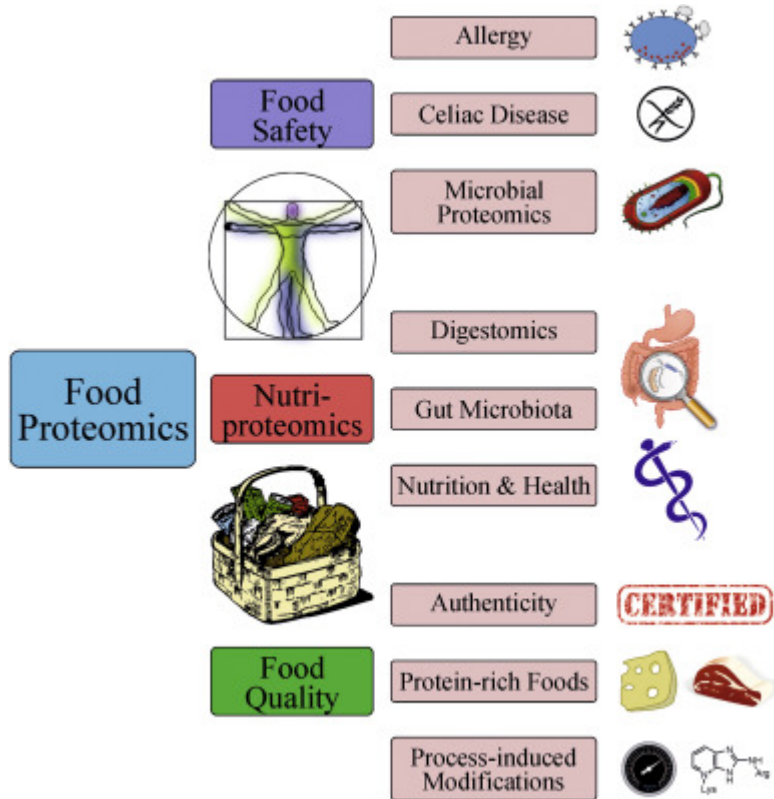 Allergy
Food
Safety
Celiac Disease
Microbial
Proteomics
Digestomics
Food
Proteomics
Nutri-
proteomics
Gut Microbiota
Nutrition & Health
Authenticity
CERTIFIED
Food
Quality
Protein-rich Foods
Process-induced
Modifications
N
N
NH
Arg
N
N
H
Lys